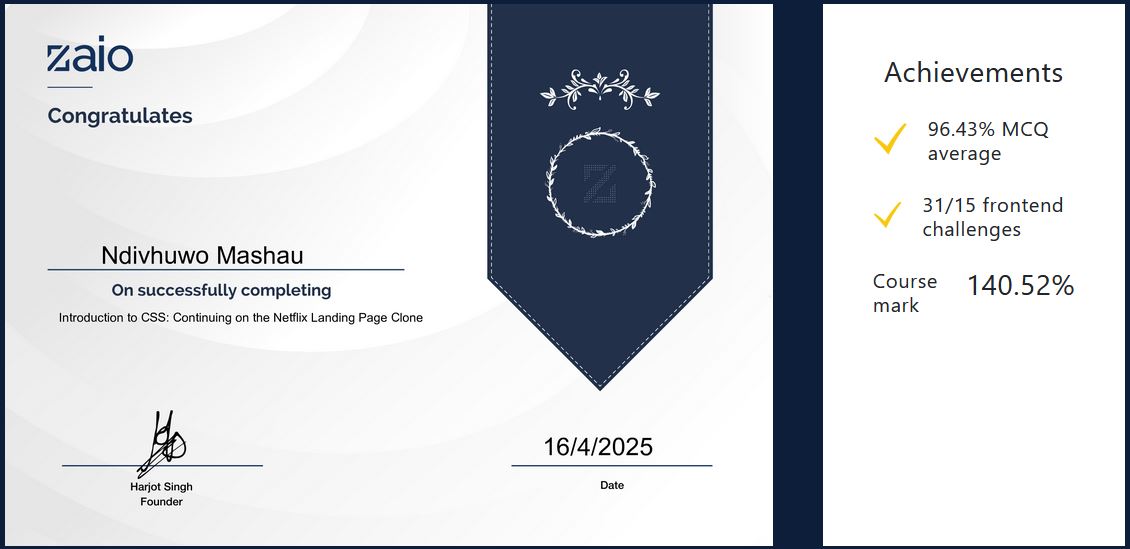 zaio
Congratulates
Ndivhuwo Mashau
On successfully completing
Introduction to CSS: Continuing on the Netflix Landing Page Clone
Harjot Singh
Founder
16/4/2025
Date
Z
Achievements
96.43% MCQ
average
31/15 frontend
challenges
Course
mark
140.52%